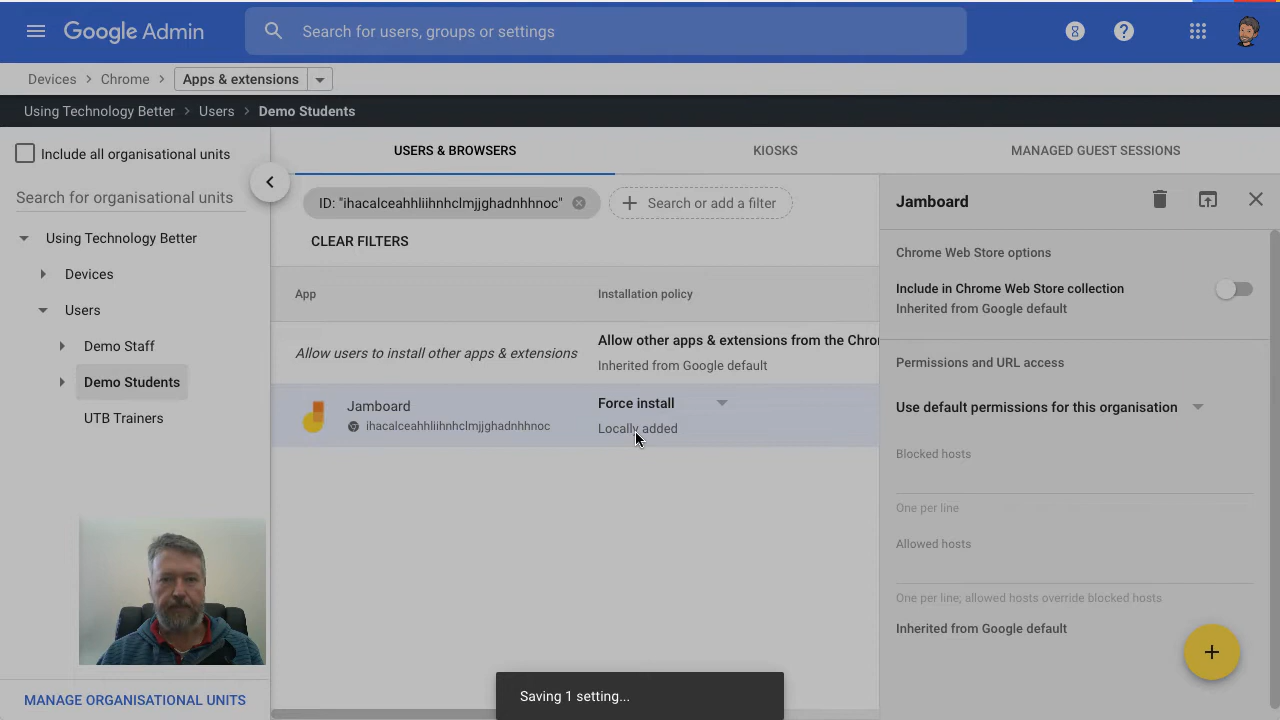 Google Admin
Search for users, groups or settings
Devices
Chrome
Apps & extensions
Using Technology Better
Users
Demo Students
Include all organisational units
Search for organisational units
Using Technology Better
Devices
Users
Demo Staff
Demo Students
UTB Trainers
MANAGE ORGANISATIONAL UNITS
USERS & BROWSERS
KIOSKS
MANAGED GUEST SESSIONS
ID: "ihacalceahhliihnhclmjjghadnhhnoc"
Search or add a filter
CLEAR FILTERS
App
Installation policy
Allow users to install other apps & extensions
Allow other apps & extensions from the Chro
Inherited from Google default
Jamboard
ihacalceahhliihnhclmjjghadnhhnoc
Force install
Locally added
Jamboard
Chrome Web Store options
Include in Chrome Web Store collection
Inherited from Google default
Permissions and URL access
Use default permissions for this organisation
Blocked hosts
One per line
Allowed hosts
One per line; allowed hosts override blocked hosts
Inherited from Google default
Saving 1 setting...